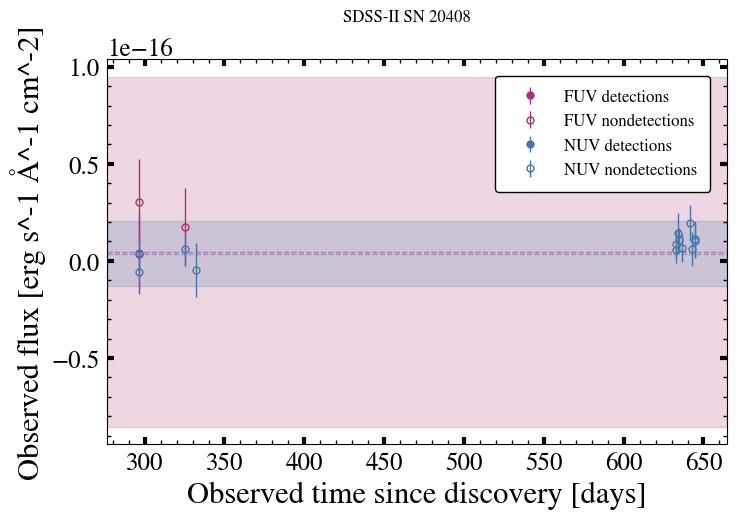 SDSS-II SN 20408
1e−16
Observed flux [erg s^-1 Å^-1 cm^-2]
1.0
0.5
0.0
−0.5
FUV detections
FUV nondetections
NUV detections
NUV nondetections
300 350 400 450 500 550 600 650
Observed time since discovery [days]